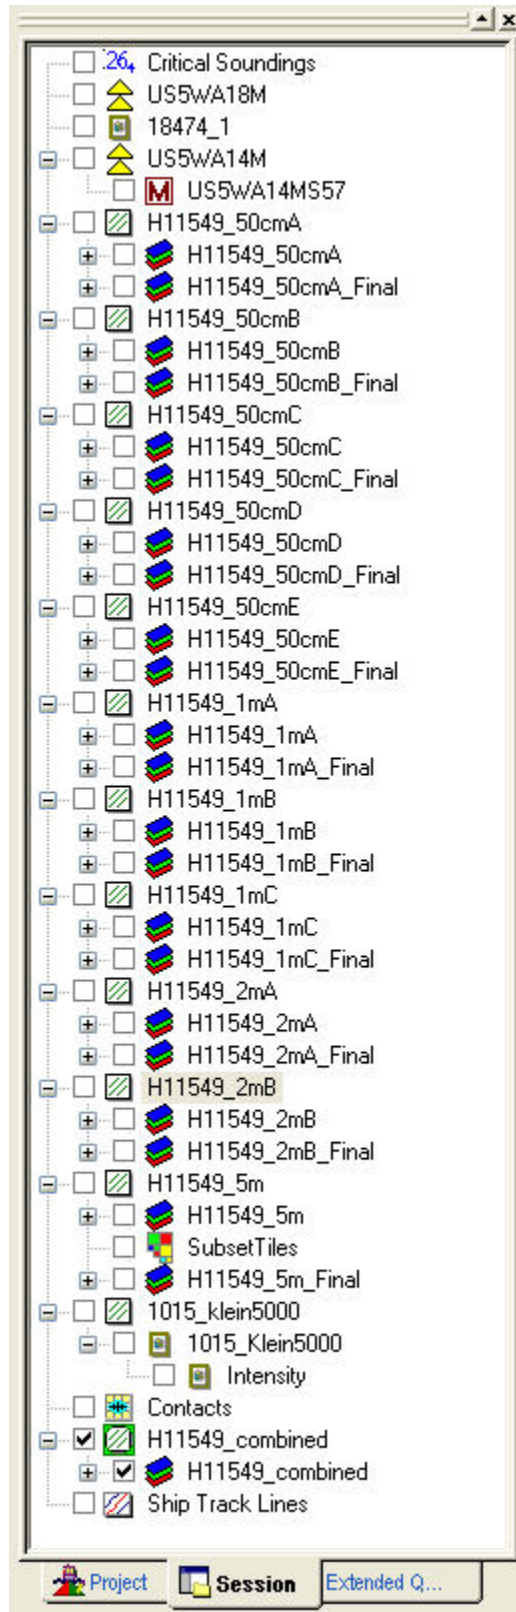 .264 Critical Soundings
US5WA18M
18474_1
US5WA14M
M US5WA14MS57
H11549_50cmA
H11549_50cmA
H11549_50cmA_Final
H11549_50cmB
H11549_50cmB
H11549_50cmB_Final
H11549_50cmC
H11549_50cmC
H11549_50cmC_Final
H11549_50cmD
H11549_50cmD
H11549_50cmD_Final
H11549_50cmE
H11549_50cmE
H11549_50cmE_Final
H11549_1mA
H11549_1mA
H11549_1mA_Final
H11549_1mB
H11549_1mB
H11549_1mB_Final
H11549_1mC
H11549_1mC
H11549_1mC_Final
H11549_2mA
H11549_2mA
H11549_2mA_Final
H11549_2mB
H11549_2mB
H11549_2mB_Final
H11549_5m
H11549_5m
SubsetTiles
H11549_5m_Final
1015_klein5000
1015_Klein5000
Intensity
Contacts
H11549_combined
H11549_combined
Ship Track Lines
Project Session Extended Q...